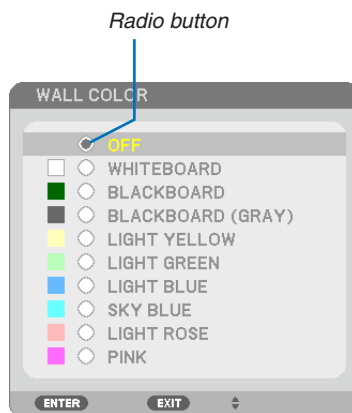 Radio button
WALL COLOR
OFF
WHITEBOARD
BLACKBOARD
BLACKBOARD (GRAY)
LIGHT YELLOW
LIGHT GREEN
LIGHT BLUE
SKY BLUE
LIGHT ROSE
PINK
ENTER EXIT